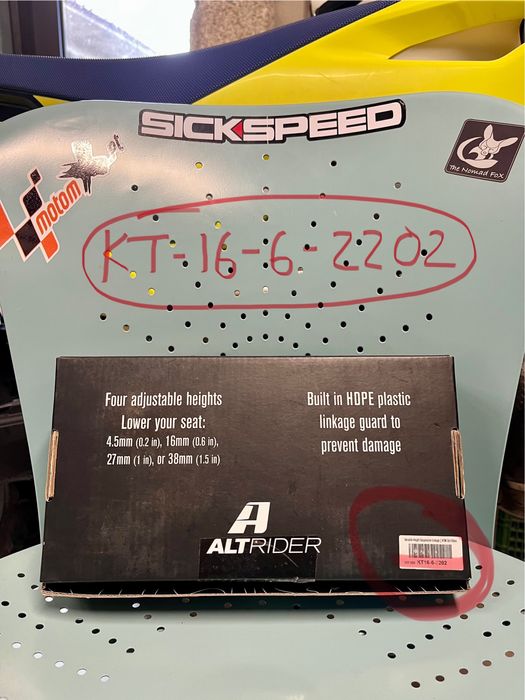 SICKSPEED
motom
The Nomad Fox
KT-16-6-2202
Four adjustable heights
Lower your seat:
4.5mm (0.2 in), 16mm (0.6 in),
27mm (1 in), or 38mm (1.5 in)
Built in HDPE plastic
linkage guard to
prevent damage
ALTRIDER
KT16-6-2202